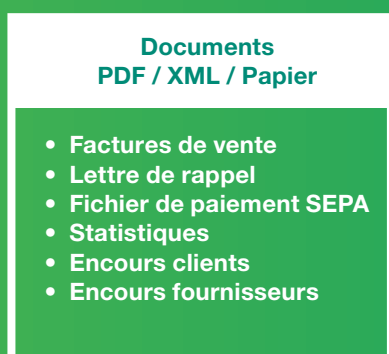 Documents
PDF / XML / Papier
• Factures de vente
• Lettre de rappel
• Fichier de paiement SEPA
• Statistiques
• Encours clients
• Encours fournisseurs